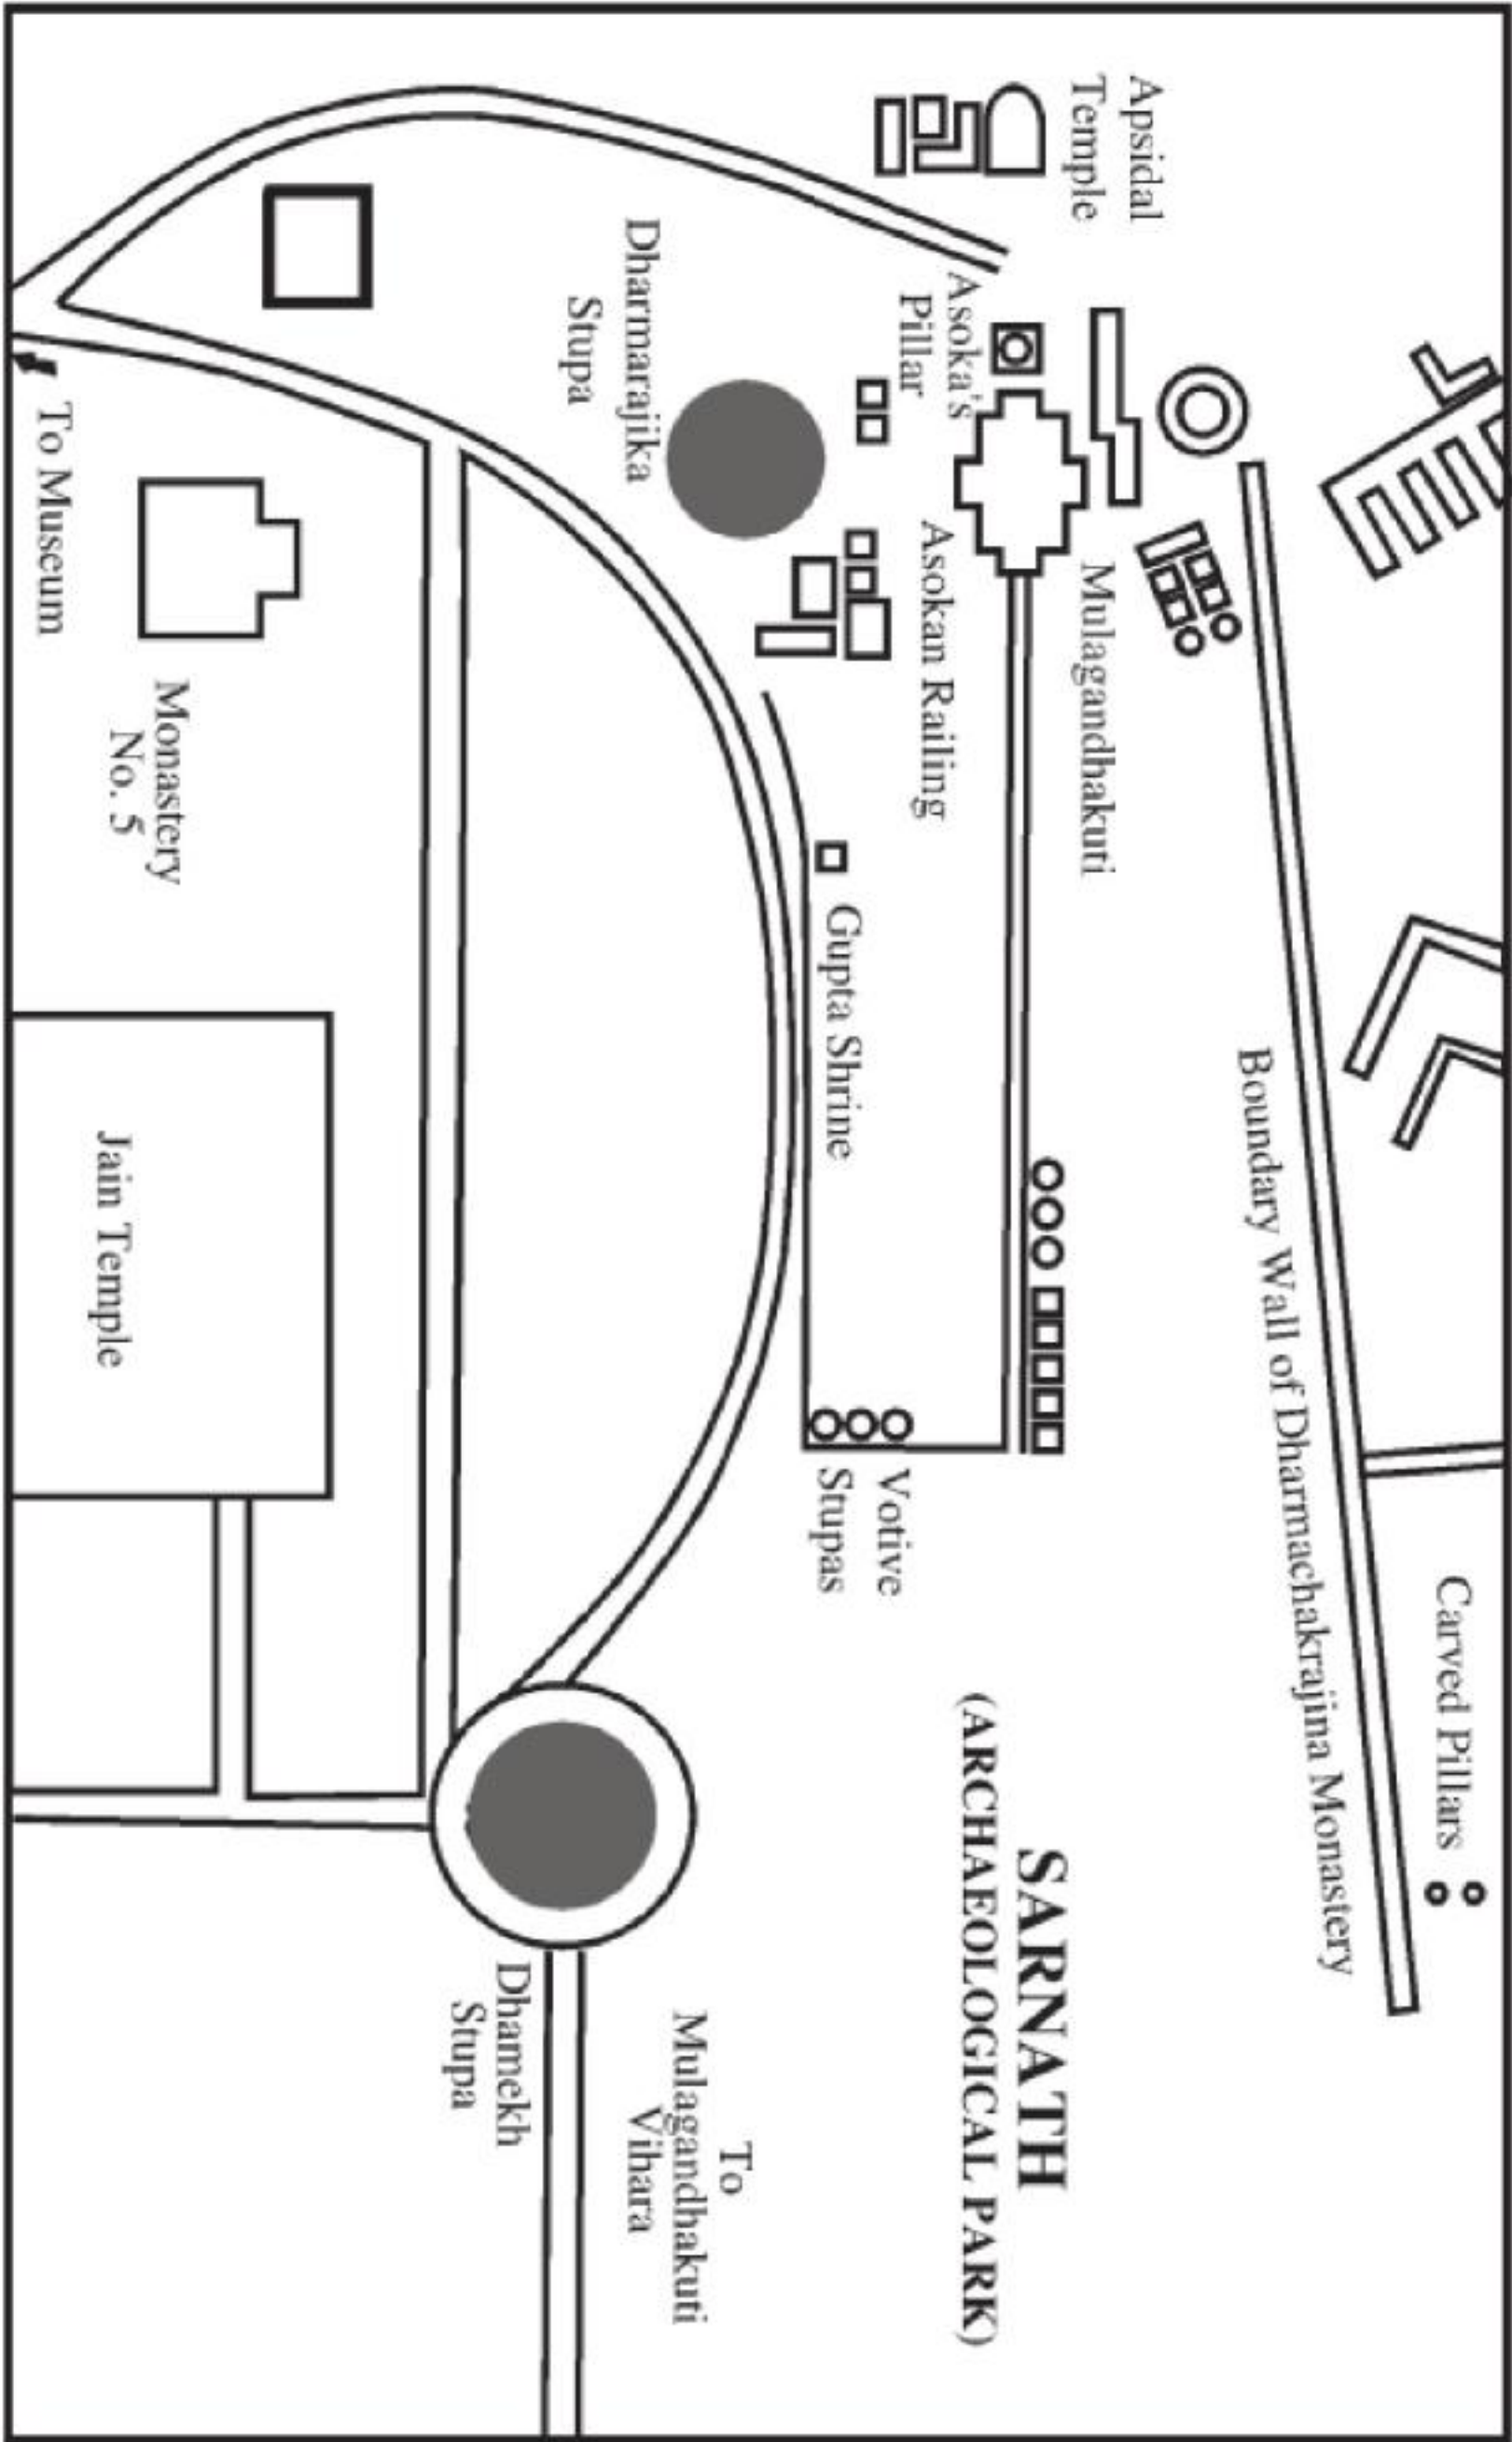 SARNATH
(ARCHAEOLOGICAL PARK)
Carved Pillars
Boundary Wall of Dharmachakrajina Monastery
Apsidal
Temple
Mulagandhakuti
Asoka's
Pillar
Asokan Railing
Votive
Stupas
Gupta Shrine
Dharmarajika
Stupa
To
Mulagandhakuti
Vihara
Dhamekh
Stupa
Monastery
No. 5
Jain Temple
To Museum